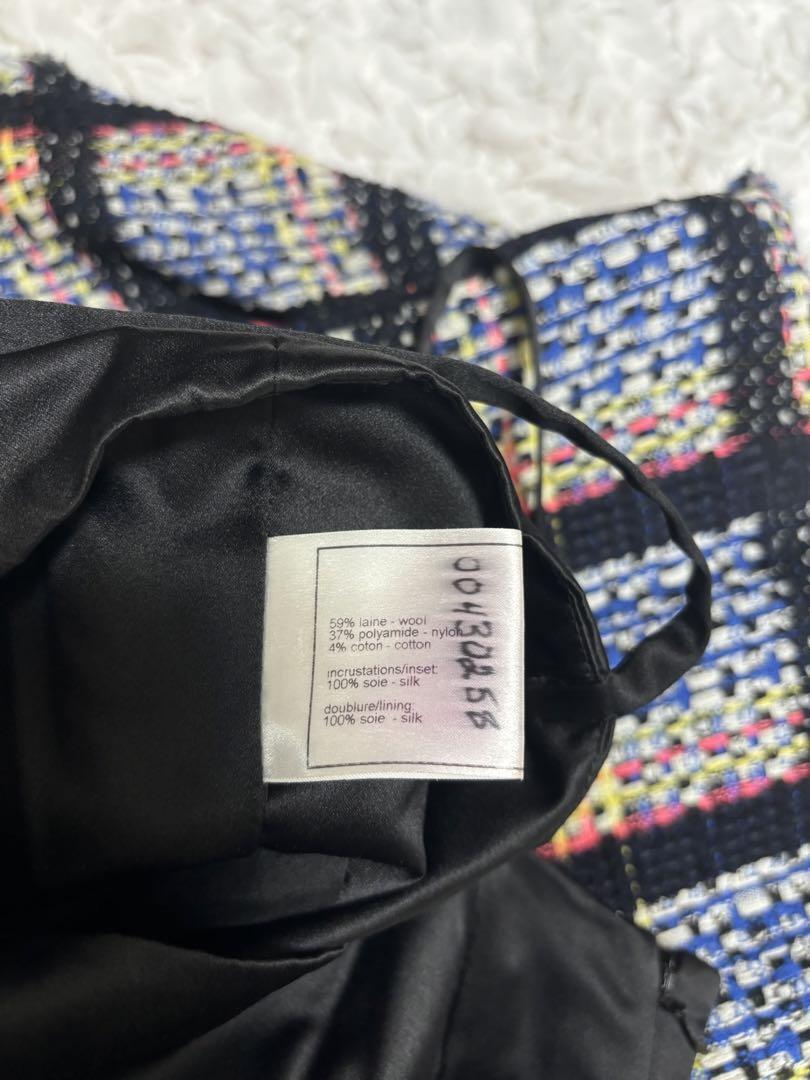 59% laine - wool
37% polyamide - nylon
4% coton - cotton
incrustations/inset:
100% soie - silk
doublure/lining:
100% soie - silk
00430258